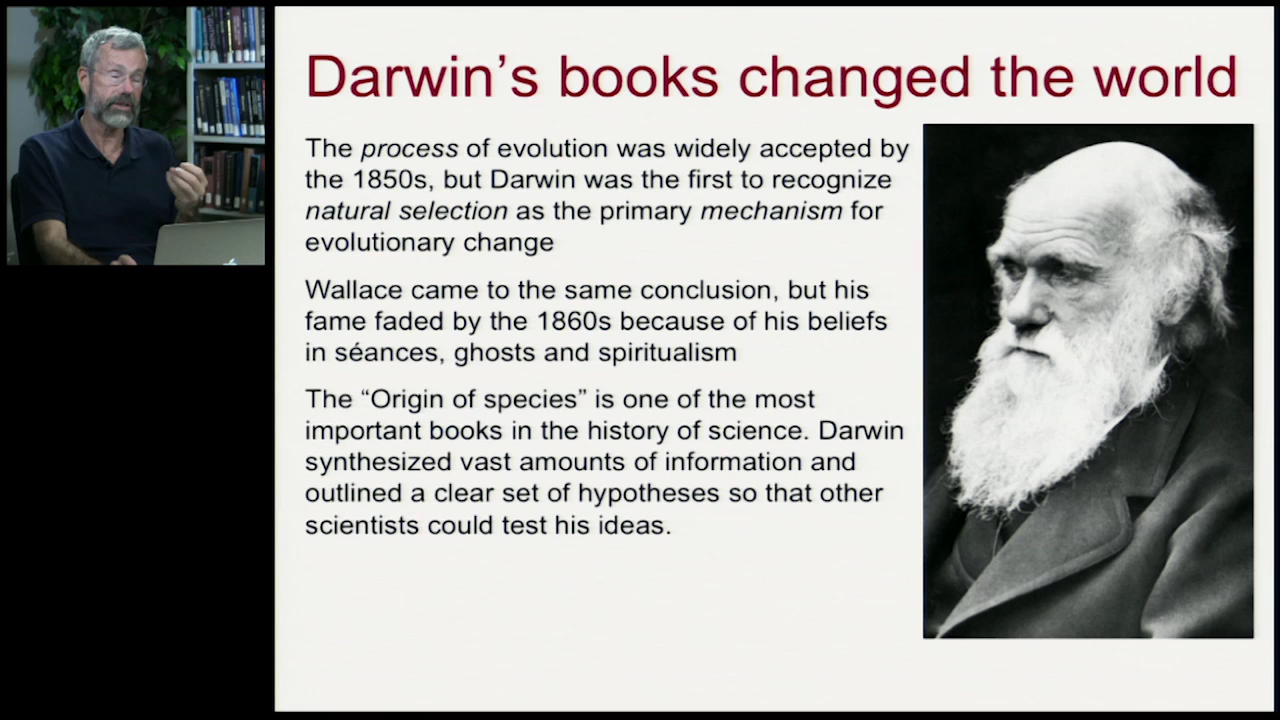 Darwin’s books changed the world
The process of evolution was widely accepted by
the 1850s, but Darwin was the first to recognize
natural selection as the primary mechanism for
evolutionary change
Wallace came to the same conclusion, but his
fame faded by the 1860s because of his beliefs
in séances, ghosts and spiritualism
The “Origin of species” is one of the most
important books in the history of science. Darwin
synthesized vast amounts of information and
outlined a clear set of hypotheses so that other
scientists could test his ideas.